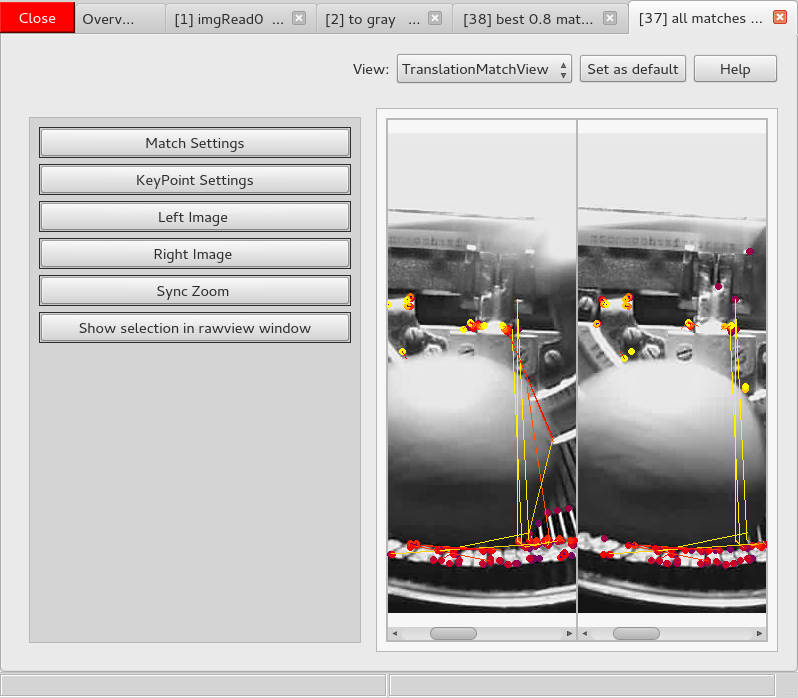 Close Overv... [1] imgRead0 ... [2] to gray ... [38] best 0.8 mat... [37] all matches ...
View: TranslationMatchView Set as default Help
Match Settings
KeyPoint Settings
Left Image
Right Image
Sync Zoom
Show selection in rawview window